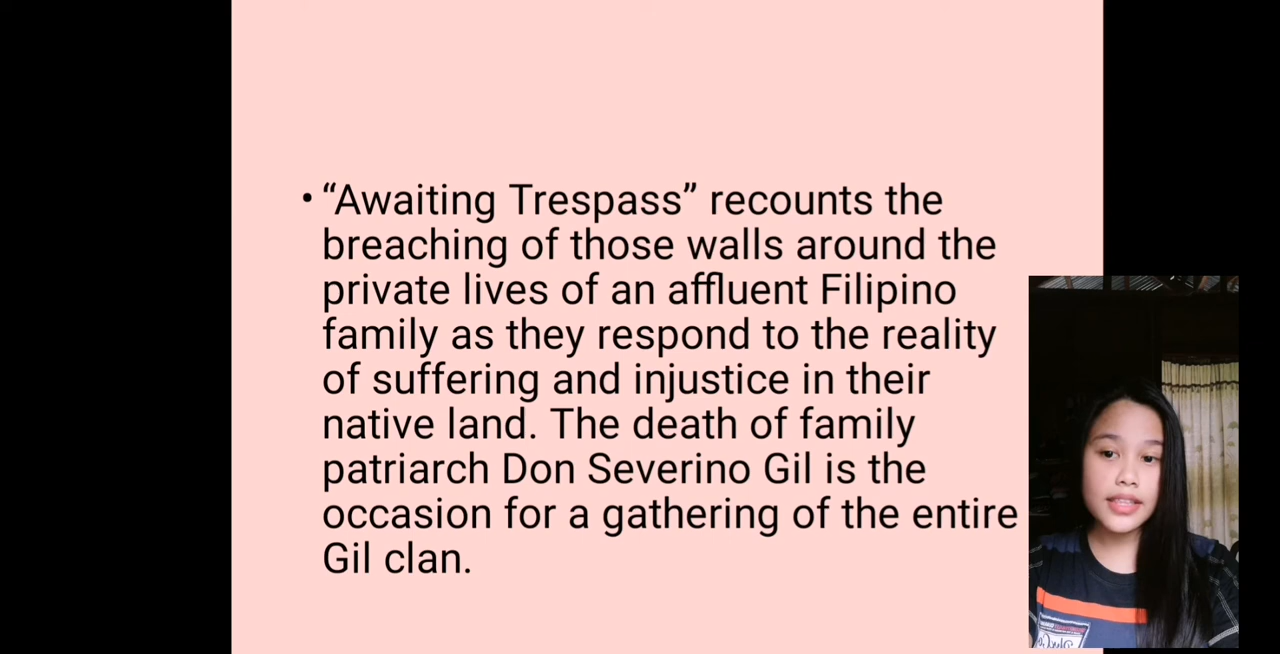 • “Awaiting Trespass” recounts the
breaching of those walls around the
private lives of an affluent Filipino
family as they respond to the reality
of suffering and injustice in their
native land. The death of family
patriarch Don Severino Gil is the
occasion for a gathering of the entire
Gil clan.